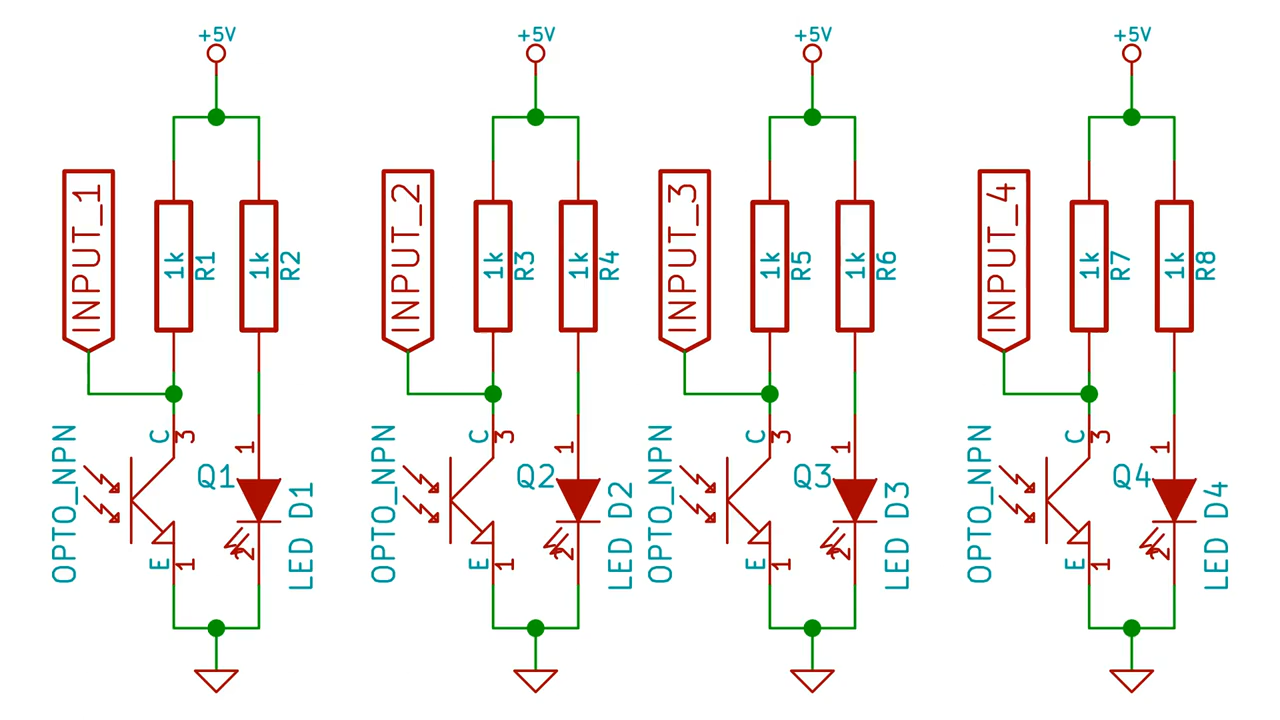 +5V
+5V
+5V
+5V
INPUT_1
1k
R1
1k
R2
INPUT_2
1k
R3
1k
R4
INPUT_3
1k
R5
1k
R6
INPUT_4
1k
R7
1k
R8
OPTO_NPN
C
3
Q1
E
1
1
2
LED
D1
OPTO_NPN
C
3
Q2
E
1
1
2
LED
D2
OPTO_NPN
C
3
Q3
E
1
1
2
LED
D3
OPTO_NPN
C
3
Q4
E
1
1
2
LED
D4